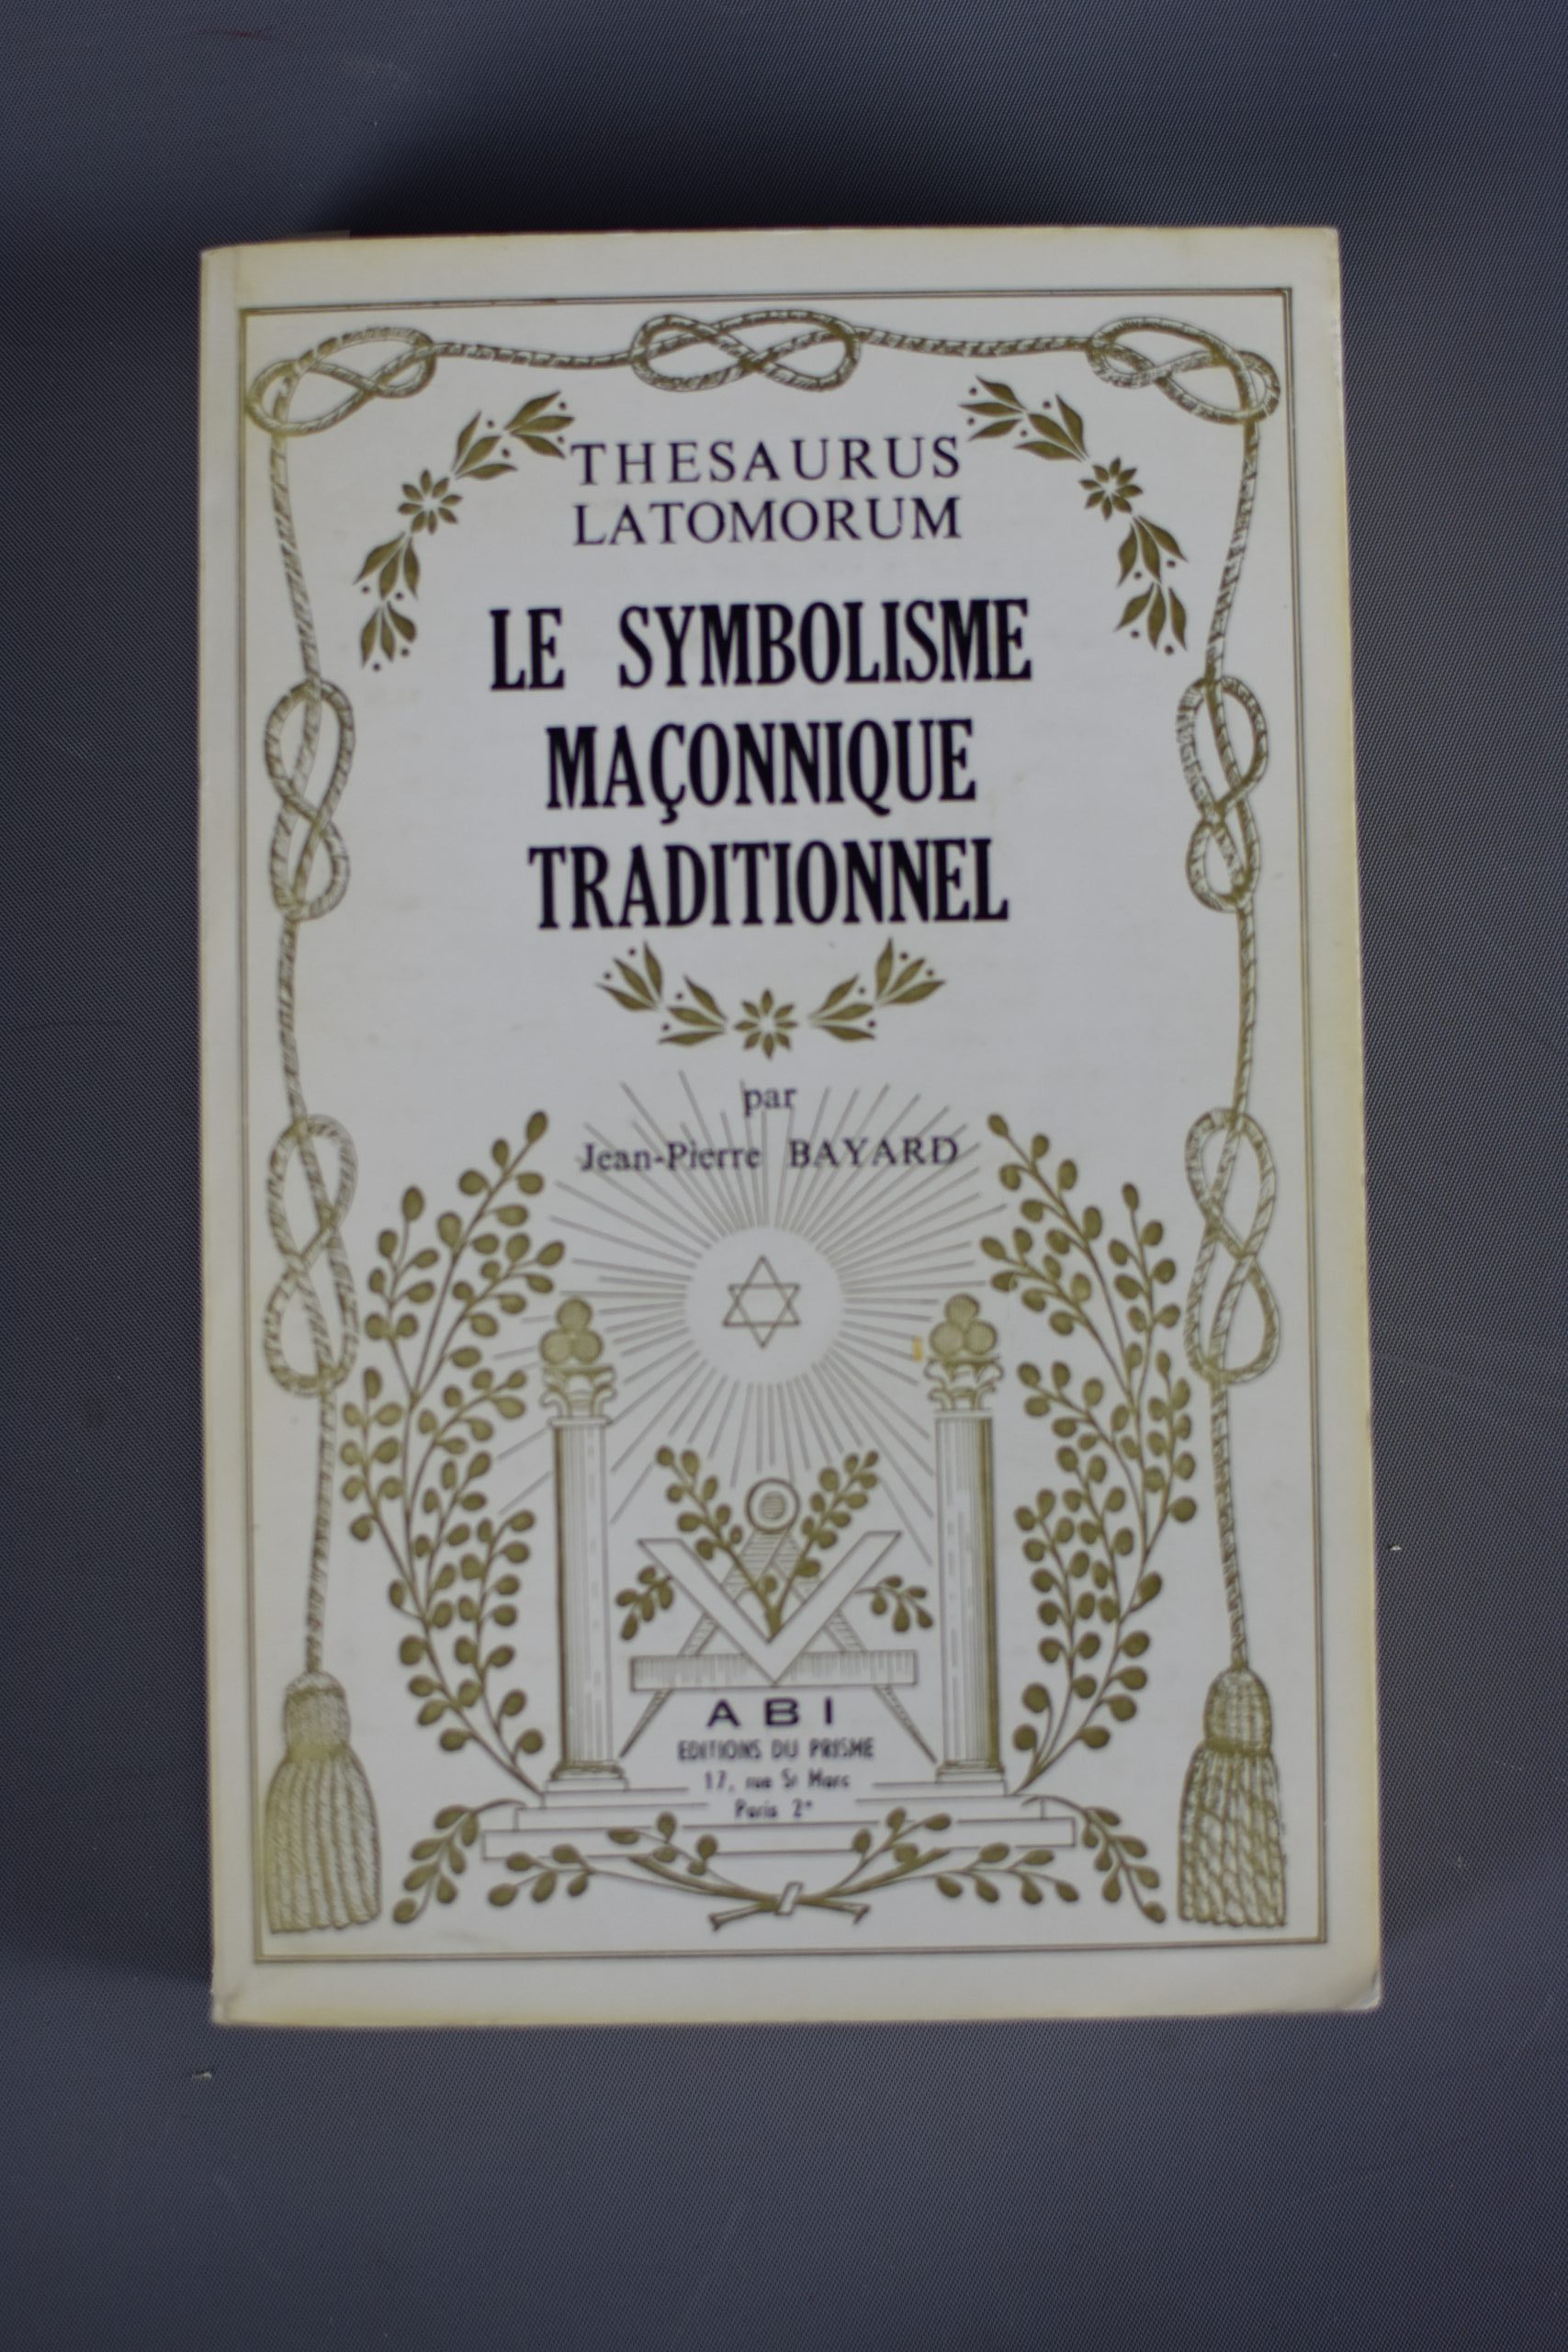 THESAURUS
LATOMORUM
LE SYMBOLISME
MAÇONNIQUE
TRADITIONNEL
par
Jean-Pierre BAYARD
ABI
EDITIONS DU PRISME
17, rue St Marc
Paris 2e